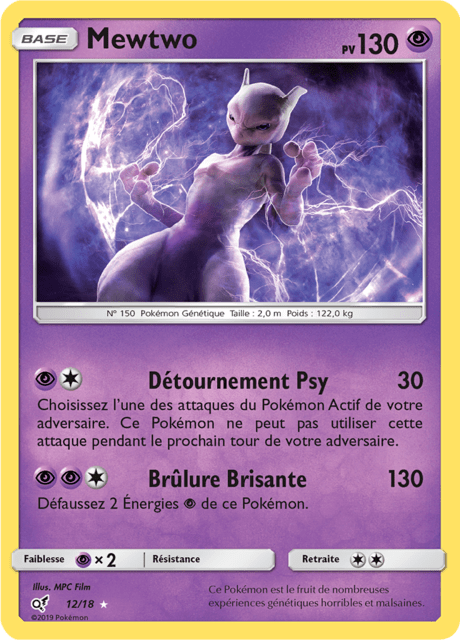 BASE Mewtwo PV 130
N° 150 Pokémon Génétique Taille : 2,0 m Poids : 122,0 kg
Détournement Psy 30
Choisissez l'une des attaques du Pokémon Actif de votre
adversaire. Ce Pokémon ne peut pas utiliser cette
attaque pendant le prochain tour de votre adversaire.
Brûlure Brisante 130
Défaussez 2 Énergies de ce Pokémon.
Faiblesse ×2 Résistance Retraite
Illus. MPC Film
12/18
©2019 Pokémon
Ce Pokémon est le fruit de nombreuses
expériences génétiques horribles et malsaines.